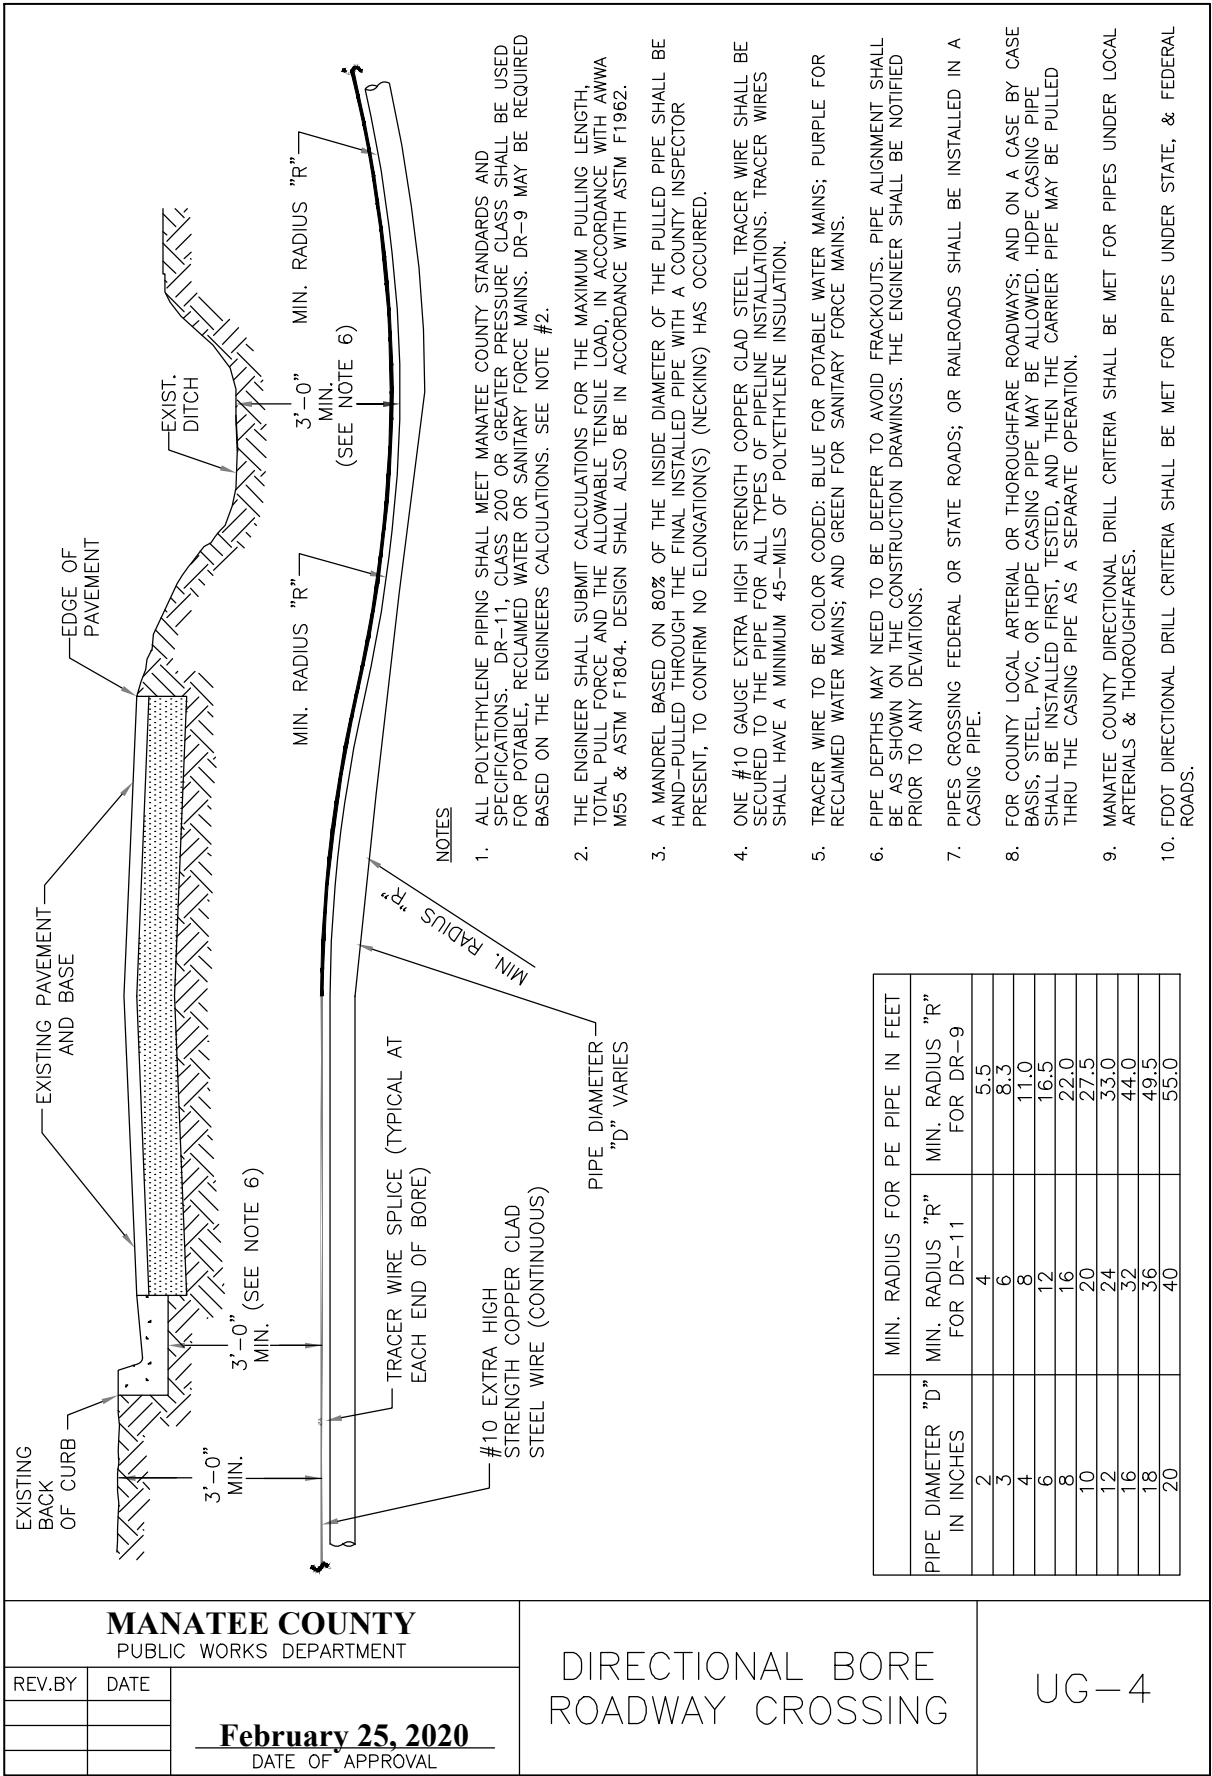 EXISTING
BACK
OF CURB
EXISTING PAVEMENT
AND BASE
EDGE OF
PAVEMENT
EXIST.
DITCH
3'-0"
MIN.
3'-0"
MIN.
(SEE NOTE 6)
MIN. RADIUS "R"
3'-0"
MIN.
(SEE NOTE 6)
MIN. RADIUS "R"
MIN. RADIUS "R"
TRACER WIRE SPLICE (TYPICAL AT
EACH END OF BORE)
#10 EXTRA HIGH
STRENGTH COPPER CLAD
STEEL WIRE (CONTINUOUS)
PIPE DIAMETER
"D" VARIES
NOTES
1. ALL POLYETHYLENE PIPING SHALL MEET MANATEE COUNTY STANDARDS AND
SPECIFICATIONS. DR-11, CLASS 200 OR GREATER PRESSURE CLASS SHALL BE USED
FOR POTABLE, RECLAIMED WATER OR SANITARY FORCE MAINS. DR-9 MAY BE REQUIRED
BASED ON THE ENGINEERS CALCULATIONS. SEE NOTE #2.
2. THE ENGINEER SHALL SUBMIT CALCULATIONS FOR THE MAXIMUM PULLING LENGTH,
TOTAL PULL FORCE AND THE ALLOWABLE TENSILE LOAD, IN ACCORDANCE WITH AWWA
M55 & ASTM F1804. DESIGN SHALL ALSO BE IN ACCORDANCE WITH ASTM F1962.
3. A MANDREL BASED ON 80% OF THE INSIDE DIAMETER OF THE PULLED PIPE SHALL BE
HAND-PULLED THROUGH THE FINAL INSTALLED PIPE WITH A COUNTY INSPECTOR
PRESENT, TO CONFIRM NO ELONGATION(S) (NECKING) HAS OCCURRED.
4. ONE #10 GAUGE EXTRA HIGH STRENGTH COPPER CLAD STEEL TRACER WIRE SHALL BE
SECURED TO THE PIPE FOR ALL TYPES OF PIPELINE INSTALLATIONS. TRACER WIRES
SHALL HAVE A MINIMUM 45-MILS OF POLYETHYLENE INSULATION.
5. TRACER WIRE TO BE COLOR CODED: BLUE FOR POTABLE WATER MAINS; PURPLE FOR
RECLAIMED WATER MAINS; AND GREEN FOR SANITARY FORCE MAINS.
6. PIPE DEPTHS MAY NEED TO BE DEEPER TO AVOID FRACKOUTS. PIPE ALIGNMENT SHALL
BE AS SHOWN ON THE CONSTRUCTION DRAWINGS. THE ENGINEER SHALL BE NOTIFIED
PRIOR TO ANY DEVIATIONS.
7. PIPES CROSSING FEDERAL OR STATE ROADS; OR RAILROADS SHALL BE INSTALLED IN A
CASING PIPE.
8. FOR COUNTY LOCAL ARTERIAL OR THOROUGHFARE ROADWAYS; AND ON A CASE BY CASE
BASIS, STEEL, PVC, OR HDPE CASING PIPE MAY BE ALLOWED. HDPE CASING PIPE
SHALL BE INSTALLED FIRST, TESTED, AND THEN THE CARRIER PIPE MAY BE PULLED
THRU THE CASING PIPE AS A SEPARATE OPERATION.
9. MANATEE COUNTY DIRECTIONAL DRILL CRITERIA SHALL BE MET FOR PIPES UNDER LOCAL
ARTERIALS & THOROUGHFARES.
10. FDOT DIRECTIONAL DRILL CRITERIA SHALL BE MET FOR PIPES UNDER STATE, & FEDERAL
ROADS.
MIN. RADIUS FOR PE PIPE IN FEET
PIPE DIAMETER "D" MIN. RADIUS "R" MIN. RADIUS "R"
IN INCHES FOR DR-11 FOR DR-9
2 4 5.5
3 6 8.3
4 8 11.0
6 12 16.5
8 16 22.0
10 20 27.5
12 24 33.0
16 32 44.0
18 36 49.5
20 40 55.0
MANATEE COUNTY
PUBLIC WORKS DEPARTMENT
REV.BY DATE
February 25, 2020
DATE OF APPROVAL
DIRECTIONAL BORE
ROADWAY CROSSING
UG-4